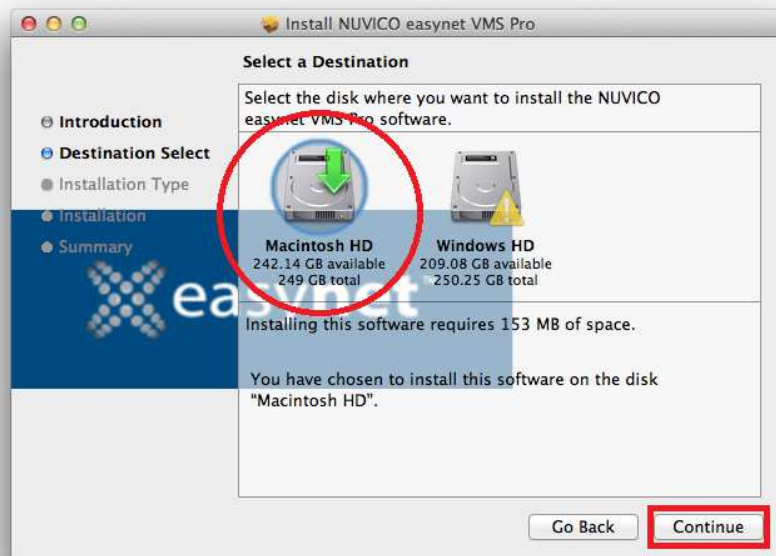 Install NUVICO easynet VMS Pro
Select a Destination
Introduction
Destination Select
Installation Type
Installation
Summary
Select the disk where you want to install the NUVICO
easynet VMS Pro software.
Macintosh HD
242.14 GB available
249 GB total
Windows HD
209.08 GB available
250.25 GB total
easynet™
Installing this software requires 153 MB of space.
You have chosen to install this software on the disk
“Macintosh HD”.
Go Back
Continue